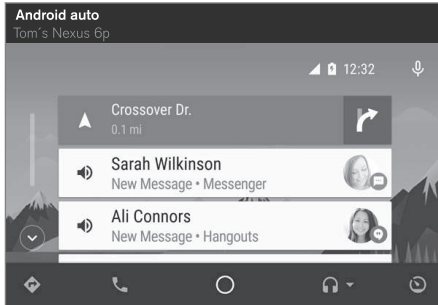 Android auto
Tom´s Nexus 6p
12:32
Crossover Dr.
0.1 mi
Sarah Wilkinson
New Message • Messenger
Ali Connors
New Message • Hangouts